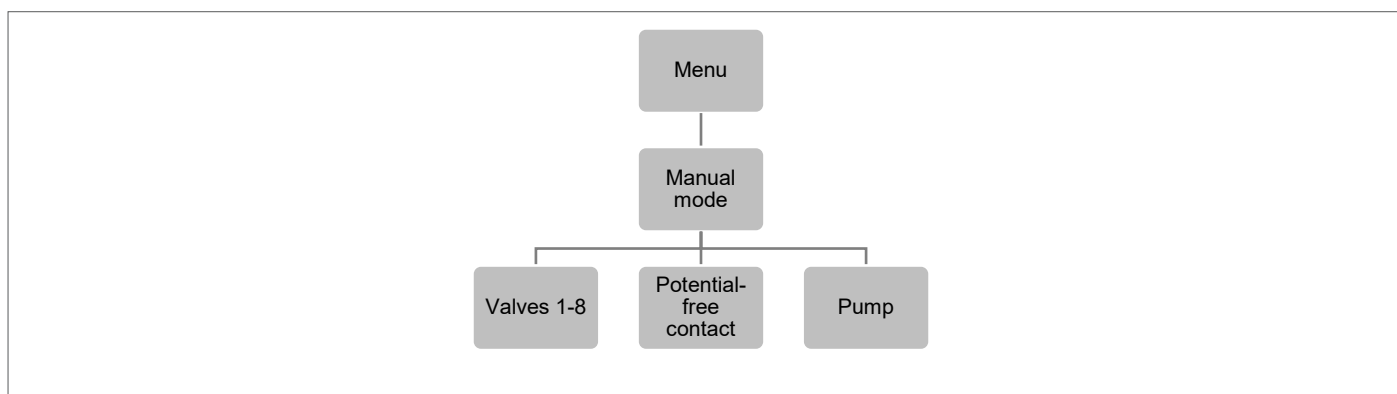 Menu
Manual
mode
Valves 1-8
Potential-
free
contact
Pump